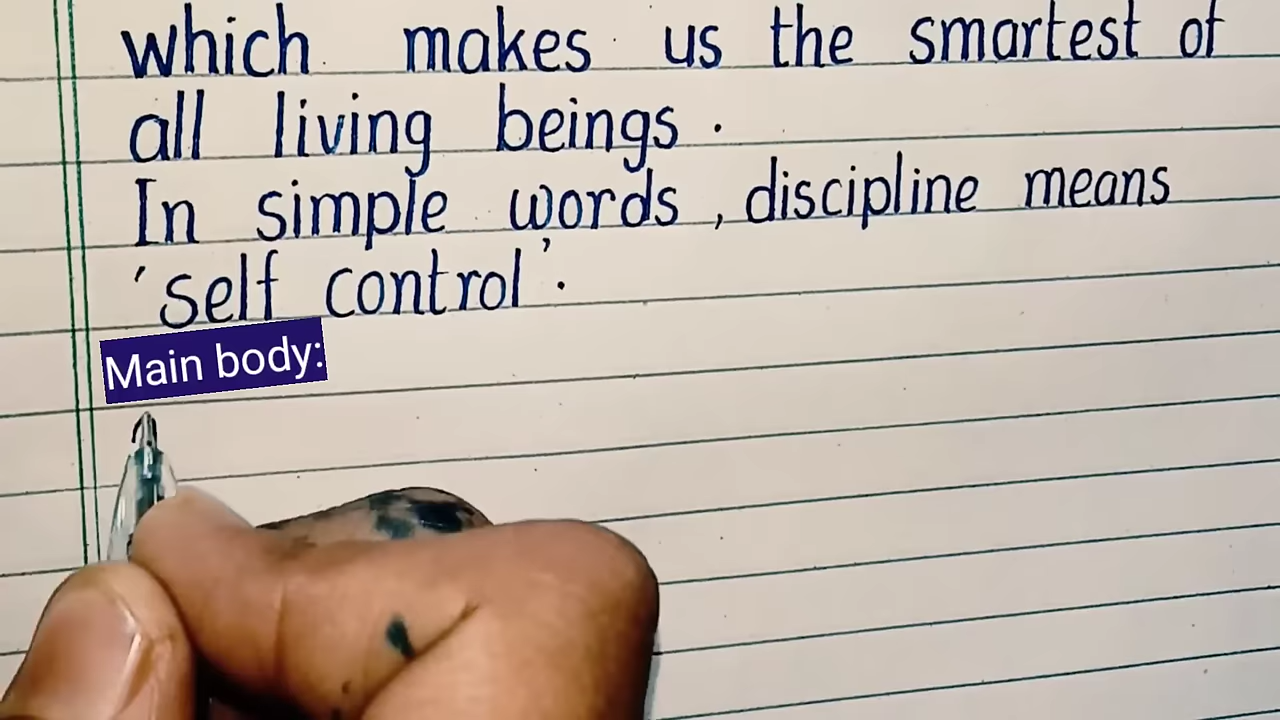 which makes us the smartest of
all living beings.
In simple words, discipline means
'self control'.
Main body: